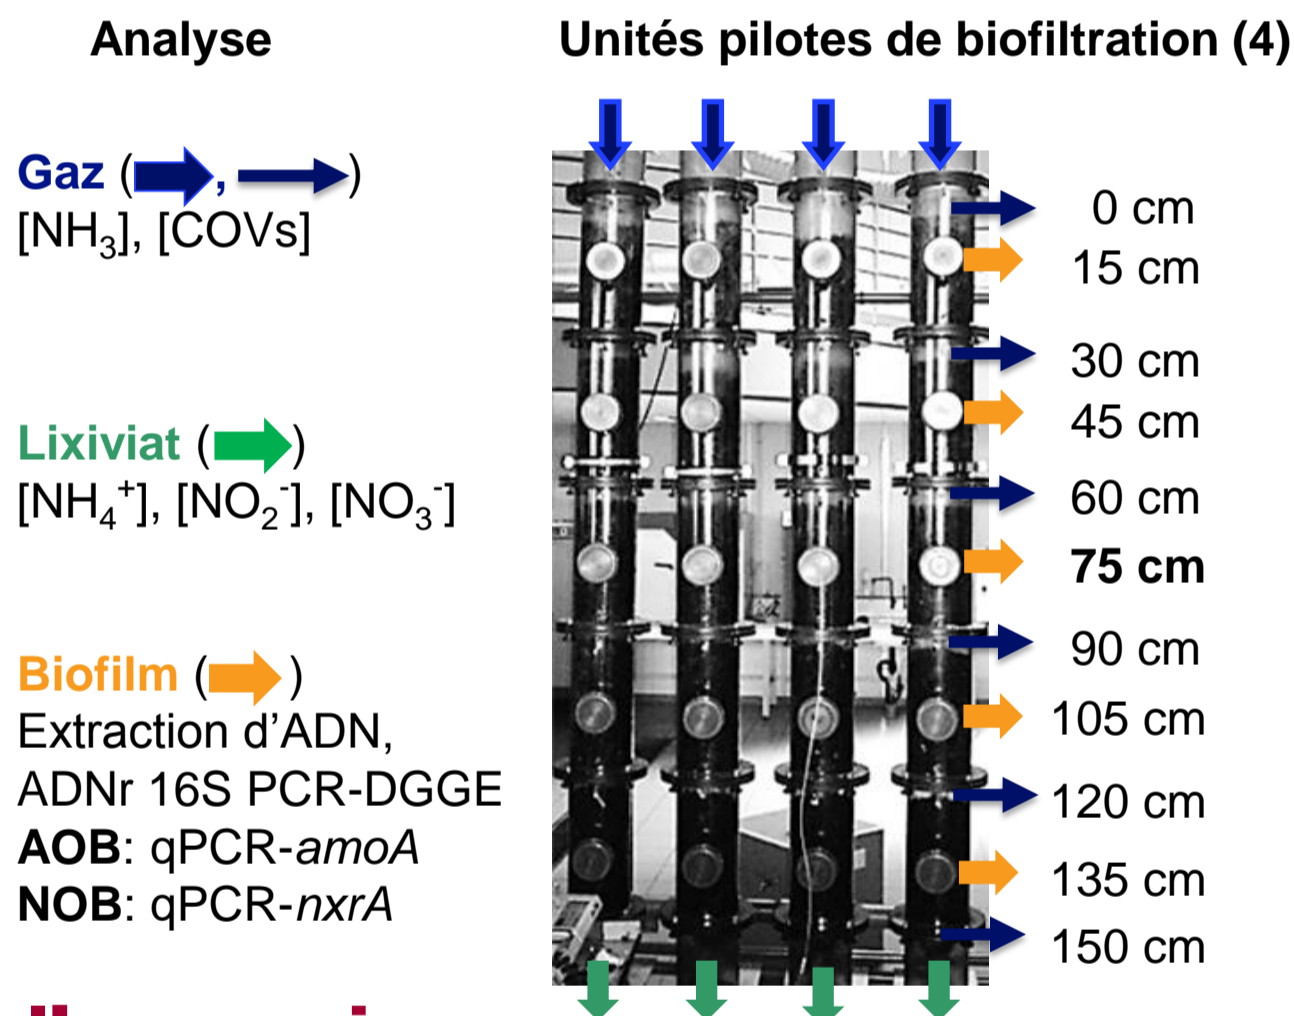 Analyse
Unités pilotes de biofiltration (4)
Gaz ( , )
[NH₃], [COVs]
Lixiviat ( )
[NH₄⁺], [NO₂⁻], [NO₃⁻]
Biofilm ( )
Extraction d’ADN,
ADNr 16S PCR-DGGE
AOB: qPCR-amoA
NOB: qPCR-nxrA
0 cm
15 cm
30 cm
45 cm
60 cm
75 cm
90 cm
105 cm
120 cm
135 cm
150 cm